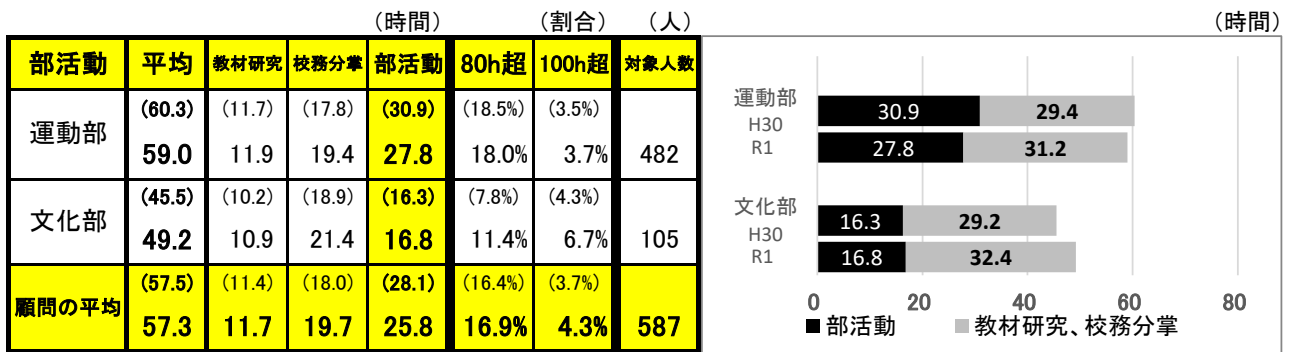 （時間） （割合） （人） （時間）
部活動 平均 教材研究 校務分掌 部活動 80h超 100h超 対象人数
運動部 (60.3) (11.7) (17.8) (30.9) (18.5%) (3.5%)
59.0 11.9 19.4 27.8 18.0% 3.7% 482
文化部 (45.5) (10.2) (18.9) (16.3) (7.8%) (4.3%)
49.2 10.9 21.4 16.8 11.4% 6.7% 105
顧問の平均 (57.5) (11.4) (18.0) (28.1) (16.4%) (3.7%)
57.3 11.7 19.7 25.8 16.9% 4.3% 587
運動部
H30 30.9 29.4
R1 27.8 31.2
文化部
H30 16.3 29.2
R1 16.8 32.4
0 20 40 60 80
■部活動 ■教材研究、校務分掌